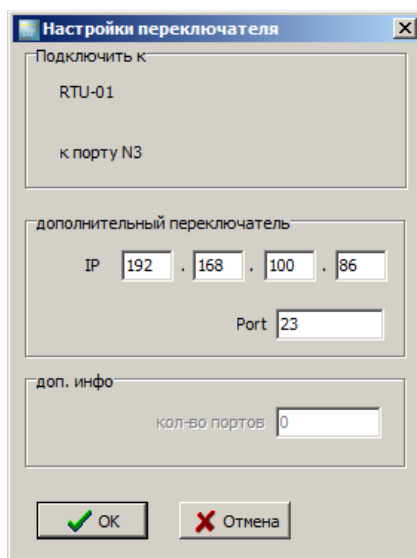 Настройки переключателя
Подключить к
RTU-01
к порту N3
дополнительный переключатель
IP 192 . 168 . 100 . 86
Port 23
доп. инфо
кол-во портов 0
OK Отмена